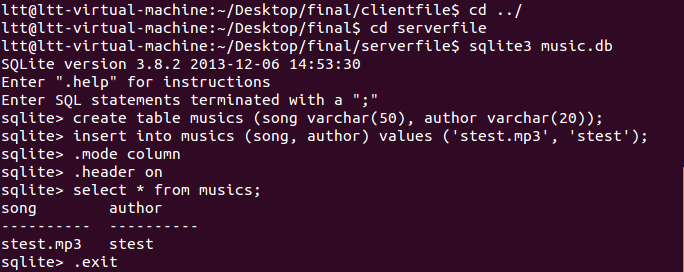 ltt@ltt-virtual-machine:~/Desktop/final/clientfile$ cd ../
ltt@ltt-virtual-machine:~/Desktop/final$ cd serverfile
ltt@ltt-virtual-machine:~/Desktop/final/serverfile$ sqlite3 music.db
SQLite version 3.8.2 2013-12-06 14:53:30
Enter ".help" for instructions
Enter SQL statements terminated with a ";"
sqlite> create table musics (song varchar(50), author varchar(20));
sqlite> insert into musics (song, author) values ('stest.mp3', 'stest');
sqlite> .mode column
sqlite> .header on
sqlite> select * from musics;
song        author
----------  ----------
stest.mp3   stest
sqlite> .exit